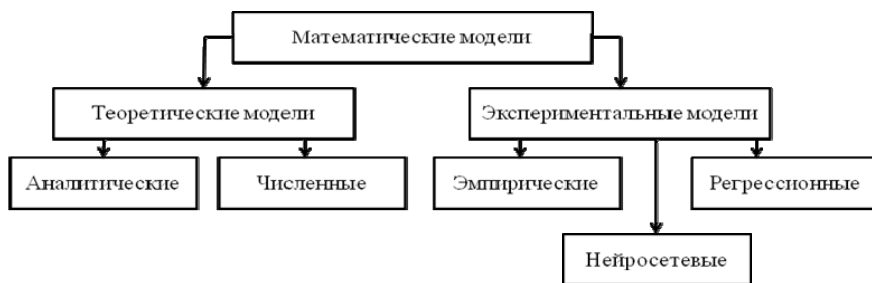 Математические модели
Теоретические модели
Экспериментальные модели
Аналитические
Численные
Эмпирические
Регрессионные
Нейросетевые